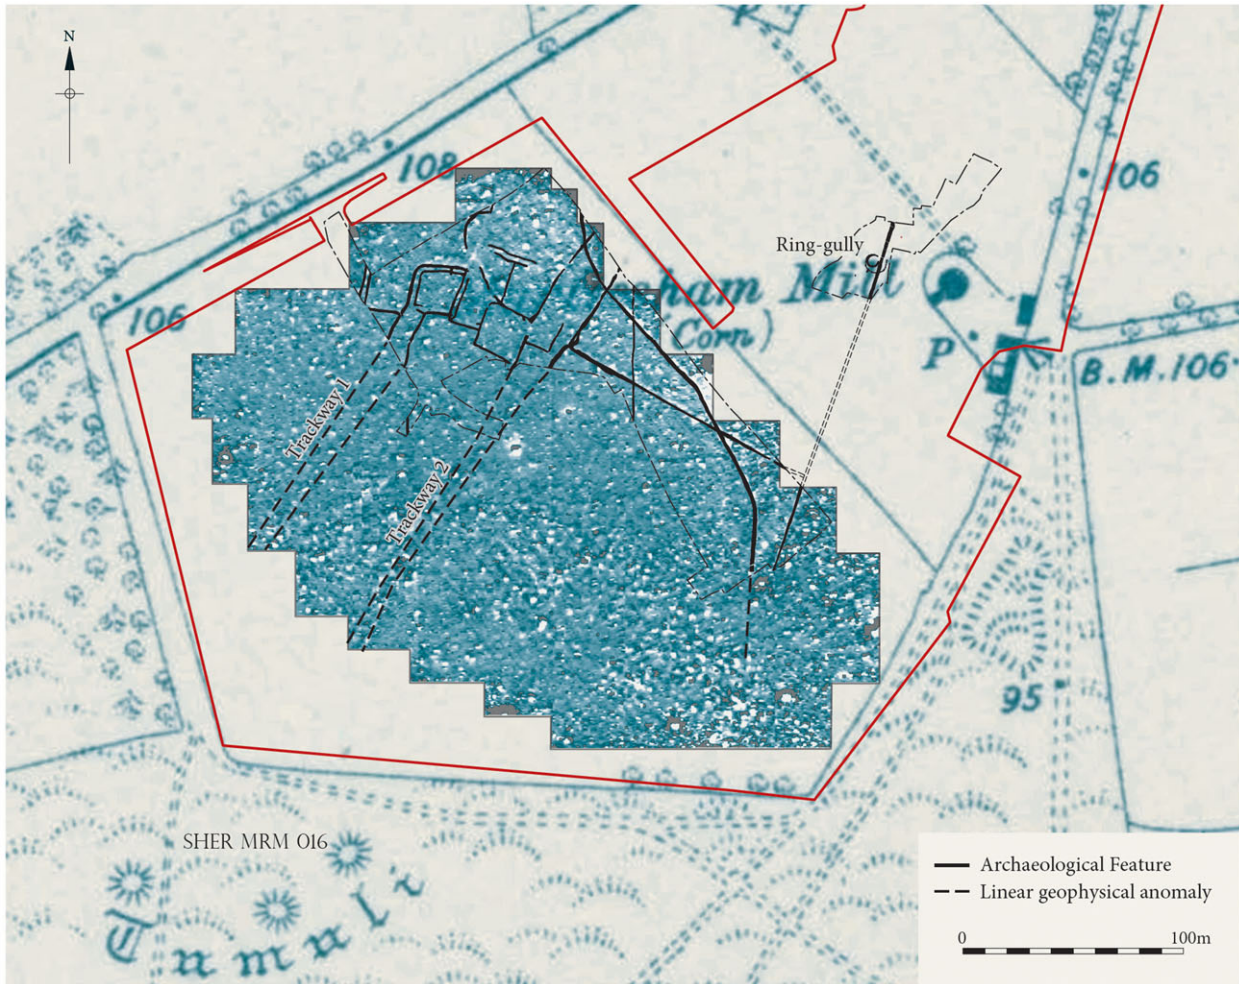 N
108
106
Ring-gully
106
ham Mill
Corn)
P
B.M.106
Trackway 1
Trackway 2
95
SHER MRM 016
Tumuli
Archaeological Feature
Linear geophysical anomaly
0 100m